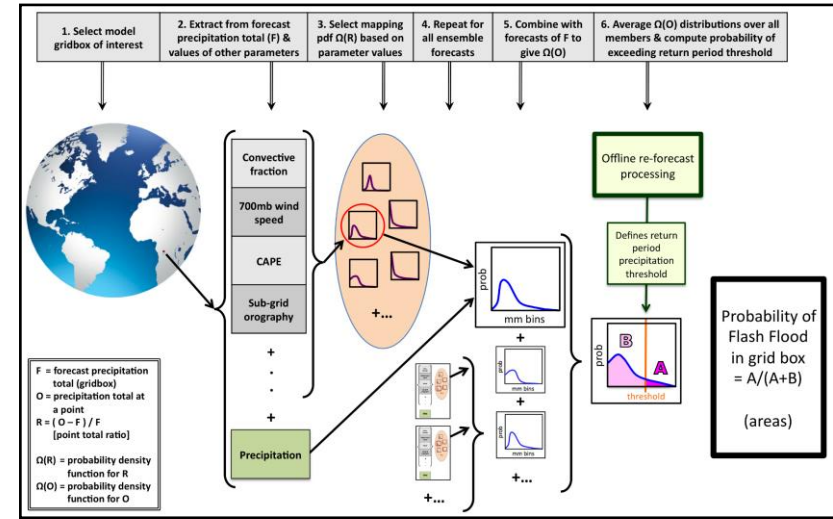 1. Select model
gridbox of interest
2. Extract from forecast
precipitation total (F) &
values of other parameters
3. Select mapping
pdf Ω(R) based on
parameter values
4. Repeat for
all ensemble
forecasts
5. Combine with
forecasts of F to
give Ω(O)
6. Average Ω(O) distributions over all
members & compute probability of
exceeding return period threshold
Convective
fraction
700mb wind
speed
CAPE
Sub-grid
orography
+
.
.
+
Precipitation
+...
prob
mm bins
+
mm bins
+
mm bins
+...
+...
Offline re-forecast
processing
Defines return
period
precipitation
threshold
prob
B
A
threshold
Probability of
Flash Flood
in grid box
= A/(A+B)
(areas)
F = forecast precipitation
total (gridbox)
O = precipitation total at
a point
R = ( O – F ) / F
[point total ratio]
Ω(R) = probability density
function for R
Ω(O) = probability density
function for O